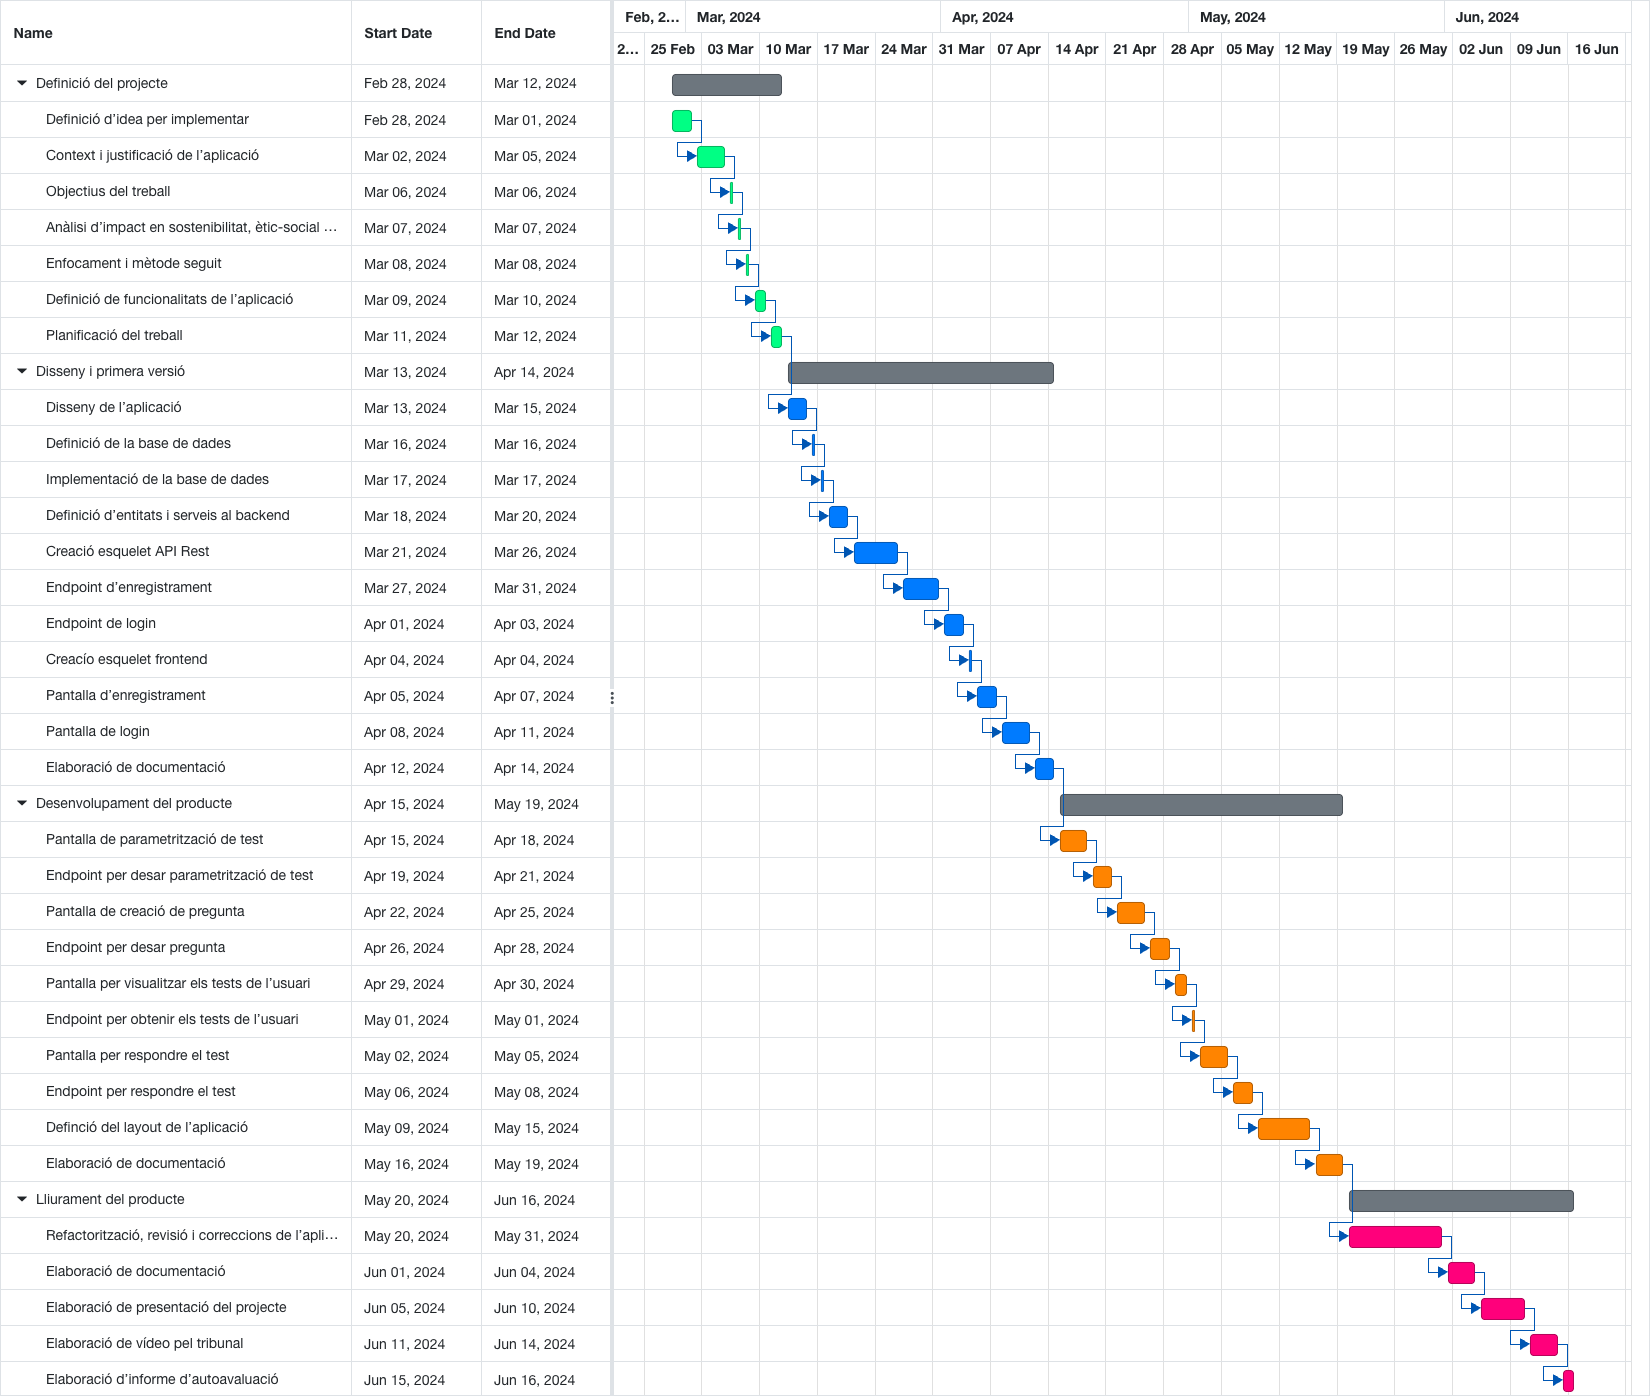 Name Start Date End Date Feb, 2... Mar, 2024 Apr, 2024 May, 2024 Jun, 2024
2... 25 Feb 03 Mar 10 Mar 17 Mar 24 Mar 31 Mar 07 Apr 14 Apr 21 Apr 28 Apr 05 May 12 May 19 May 26 May 02 Jun 09 Jun 16 Jun
Definició del projecte Feb 28, 2024 Mar 12, 2024
Definició d’idea per implementar Feb 28, 2024 Mar 01, 2024
Context i justificació de l’aplicació Mar 02, 2024 Mar 05, 2024
Objectius del treball Mar 06, 2024 Mar 06, 2024
Anàlisi d’impact en sostenibilitat, ètic-social ... Mar 07, 2024 Mar 07, 2024
Enfocament i mètode seguit Mar 08, 2024 Mar 08, 2024
Definició de funcionalitats de l’aplicació Mar 09, 2024 Mar 10, 2024
Planificació del treball Mar 11, 2024 Mar 12, 2024
Disseny i primera versió Mar 13, 2024 Apr 14, 2024
Disseny de l’aplicació Mar 13, 2024 Mar 15, 2024
Definició de la base de dades Mar 16, 2024 Mar 16, 2024
Implementació de la base de dades Mar 17, 2024 Mar 17, 2024
Definició d’entitats i serveis al backend Mar 18, 2024 Mar 20, 2024
Creació esquelet API Rest Mar 21, 2024 Mar 26, 2024
Endpoint d’enregistrament Mar 27, 2024 Mar 31, 2024
Endpoint de login Apr 01, 2024 Apr 03, 2024
Creacío esquelet frontend Apr 04, 2024 Apr 04, 2024
Pantalla d’enregistrament Apr 05, 2024 Apr 07, 2024
Pantalla de login Apr 08, 2024 Apr 11, 2024
Elaboració de documentació Apr 12, 2024 Apr 14, 2024
Desenvolupament del producte Apr 15, 2024 May 19, 2024
Pantalla de parametrització de test Apr 15, 2024 Apr 18, 2024
Endpoint per desar parametrització de test Apr 19, 2024 Apr 21, 2024
Pantalla de creació de pregunta Apr 22, 2024 Apr 25, 2024
Endpoint per desar pregunta Apr 26, 2024 Apr 28, 2024
Pantalla per visualitzar els tests de l’usuari Apr 29, 2024 Apr 30, 2024
Endpoint per obtenir els tests de l’usuari May 01, 2024 May 01, 2024
Pantalla per respondre el test May 02, 2024 May 05, 2024
Endpoint per respondre el test May 06, 2024 May 08, 2024
Definció del layout de l’aplicació May 09, 2024 May 15, 2024
Elaboració de documentació May 16, 2024 May 19, 2024
Lliurament del producte May 20, 2024 Jun 16, 2024
Refactorització, revisió i correccions de l’apli... May 20, 2024 May 31, 2024
Elaboració de documentació Jun 01, 2024 Jun 04, 2024
Elaboració de presentació del projecte Jun 05, 2024 Jun 10, 2024
Elaboració de vídeo pel tribunal Jun 11, 2024 Jun 14, 2024
Elaboració d’informe d’autoavaluació Jun 15, 2024 Jun 16, 2024